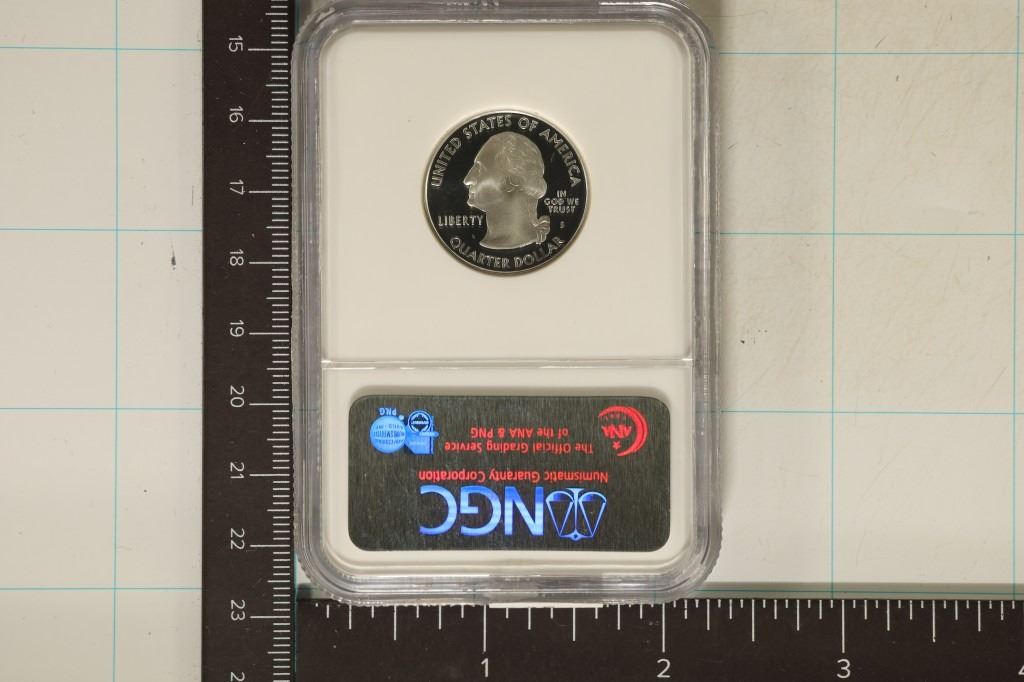 15
16
17
18
19
20
21
22
23
UNITED STATES OF AMERICA
IN
GOD WE
TRUST
LIBERTY
S
QUARTER DOLLAR
PNG
ANA
The Official Grading Service
of the ANA & PNG
Numismatic Guaranty Corporation
NGC
1
2
3